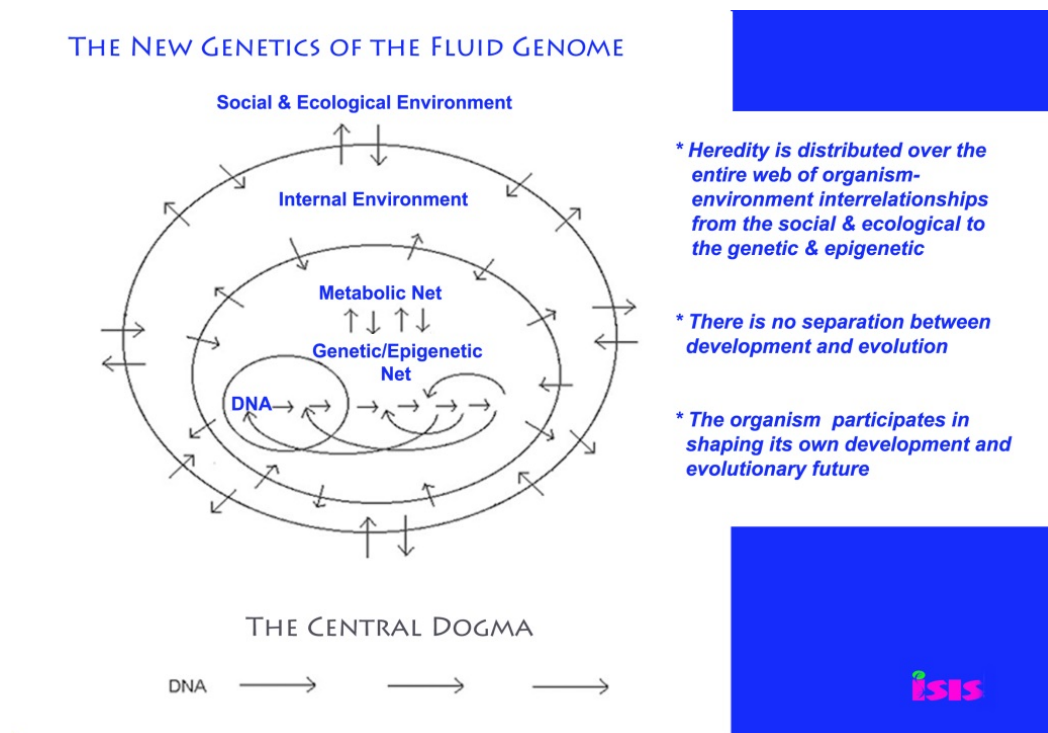 THE NEW GENETICS OF THE FLUID GENOME
Social & Ecological Environment
Internal Environment
Metabolic Net
Genetic/Epigenetic
Net
DNA
* Heredity is distributed over the
entire web of organism-
environment interrelationships
from the social & ecological to
the genetic & epigenetic
* There is no separation between
development and evolution
* The organism participates in
shaping its own development and
evolutionary future
THE CENTRAL DOGMA
DNA
isis